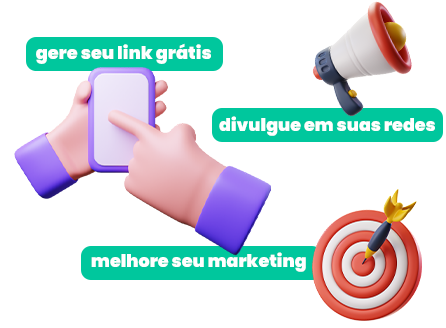 gere seu link grátis
divulgue em suas redes
melhore seu marketing